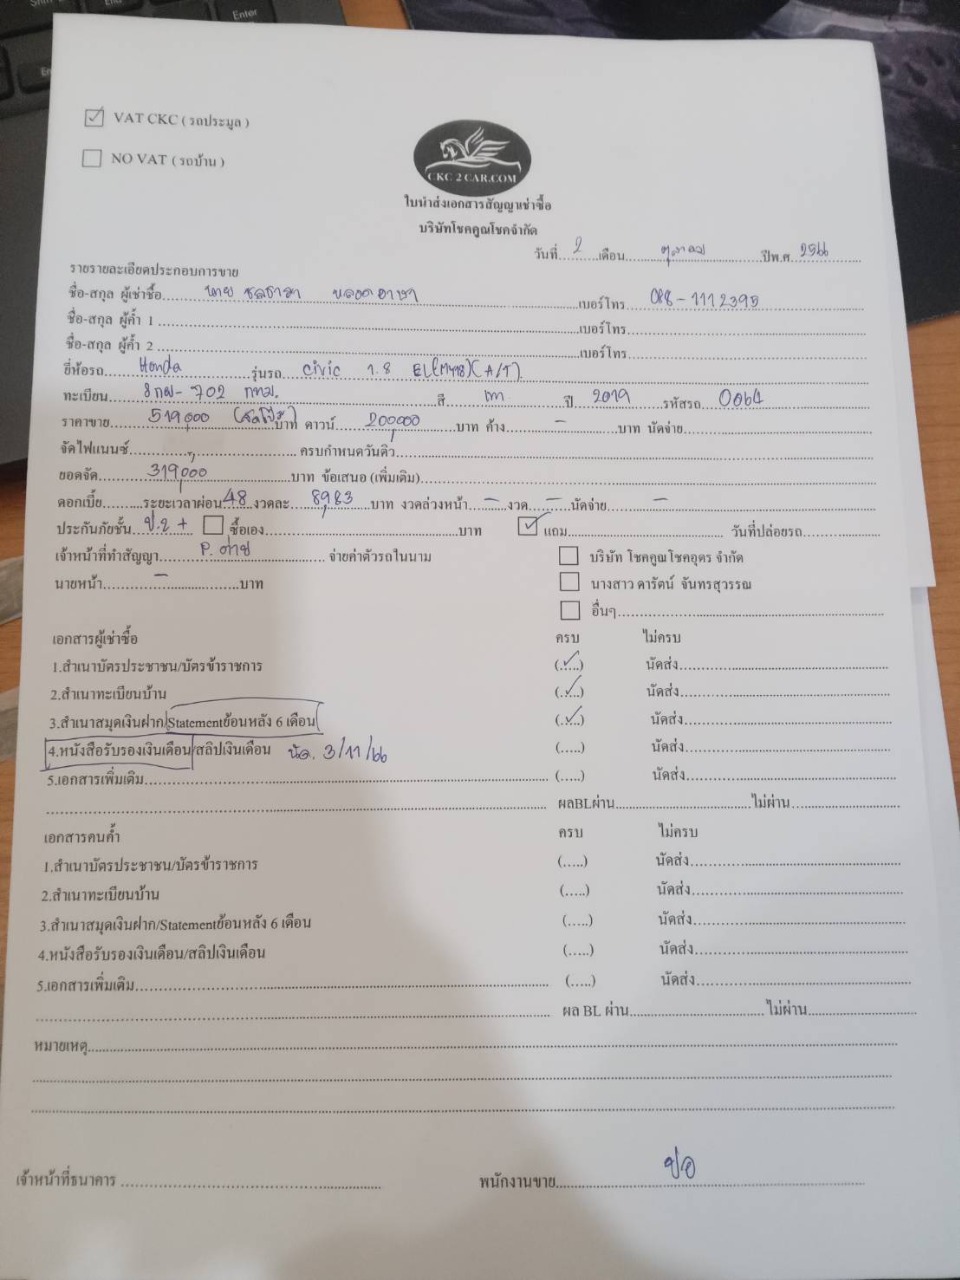 ☑ VAT CKC ( รถประมูล )
☐ NO VAT ( รถบ้าน )
CKC 2 CAR.COM
ใบนำส่งเอกสารสัญญาเช่าซื้อ
บริษัทโชคคูณโชคจำกัด
วันที่ 2 เดือน ตุลาคม ปีพ.ศ. 2566
รายรายละเอียดประกอบการขาย
ชื่อ-สกุล ผู้เช่าซื้อ นาย เบอร์โทร. 088-1112395
ชื่อ-สกุล ผู้ค้ำ 1 เบอร์โทร.
ชื่อ-สกุล ผู้ค้ำ 2 เบอร์โทร.
ยี่ห้อรถ Honda รุ่นรถ civic 1.8 EL(MY18)(A/T)
ทะเบียน -702 กทม. สี เทา ปี 2019 รหัสรถ 0064
ราคาขาย 519,000 บาท ดาวน์ 200,000 บาท ค้าง - บาท นัดจ่าย
จัดไฟแนนซ์ ครบกำหนดวันดิว
ยอดจัด 319,000 บาท ข้อเสนอ (เพิ่มเติม)
ดอกเบี้ย ระยะเวลาผ่อน 48 งวดละ 8,983 บาท งวดล่วงหน้า - งวด - นัดจ่าย -
ประกันภัยชั้น ป.2 + ☐ ซื้อเอง บาท ☑ แถม วันที่ปล่อยรถ
เจ้าหน้าที่ทำสัญญา P. จ่ายค่าตัวรถในนาม ☐ บริษัท โชคคูณโชคอุดร จำกัด
นายหน้า - บาท ☐ นางสาว ดารัตน์ จันทรสุวรรณ
☐ อื่นๆ
เอกสารผู้เช่าซื้อ ครบ ไม่ครบ
1.สำเนาบัตรประชาชน/บัตรข้าราชการ (✓) นัดส่ง
2.สำเนาทะเบียนบ้าน (✓) นัดส่ง
3.สำเนาสมุดเงินฝาก/Statementย้อนหลัง 6 เดือน (✓) นัดส่ง
4.หนังสือรับรองเงินเดือน/สลิปเงินเดือน นัด. 3/11/66 (.....) นัดส่ง
5.เอกสารเพิ่มเติม (.....) นัดส่ง
ผลBLผ่าน ไม่ผ่าน
เอกสารคนค้ำ ครบ ไม่ครบ
1.สำเนาบัตรประชาชน/บัตรข้าราชการ (.....) นัดส่ง
2.สำเนาทะเบียนบ้าน (.....) นัดส่ง
3.สำเนาสมุดเงินฝาก/Statementย้อนหลัง 6 เดือน (.....) นัดส่ง
4.หนังสือรับรองเงินเดือน/สลิปเงินเดือน (.....) นัดส่ง
5.เอกสารเพิ่มเติม (.....) นัดส่ง
ผล BL ผ่าน ไม่ผ่าน
หมายเหตุ
เจ้าหน้าที่ธนาคาร พนักงานขาย ปอ